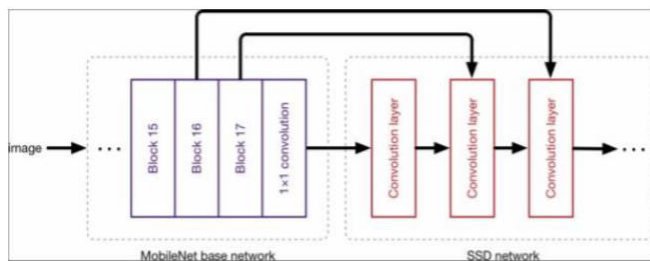 image
...
Block 15
Block 16
Block 17
1×1 convolution
Convolution layer
Convolution layer
Convolution layer
...
MobileNet base network
SSD network